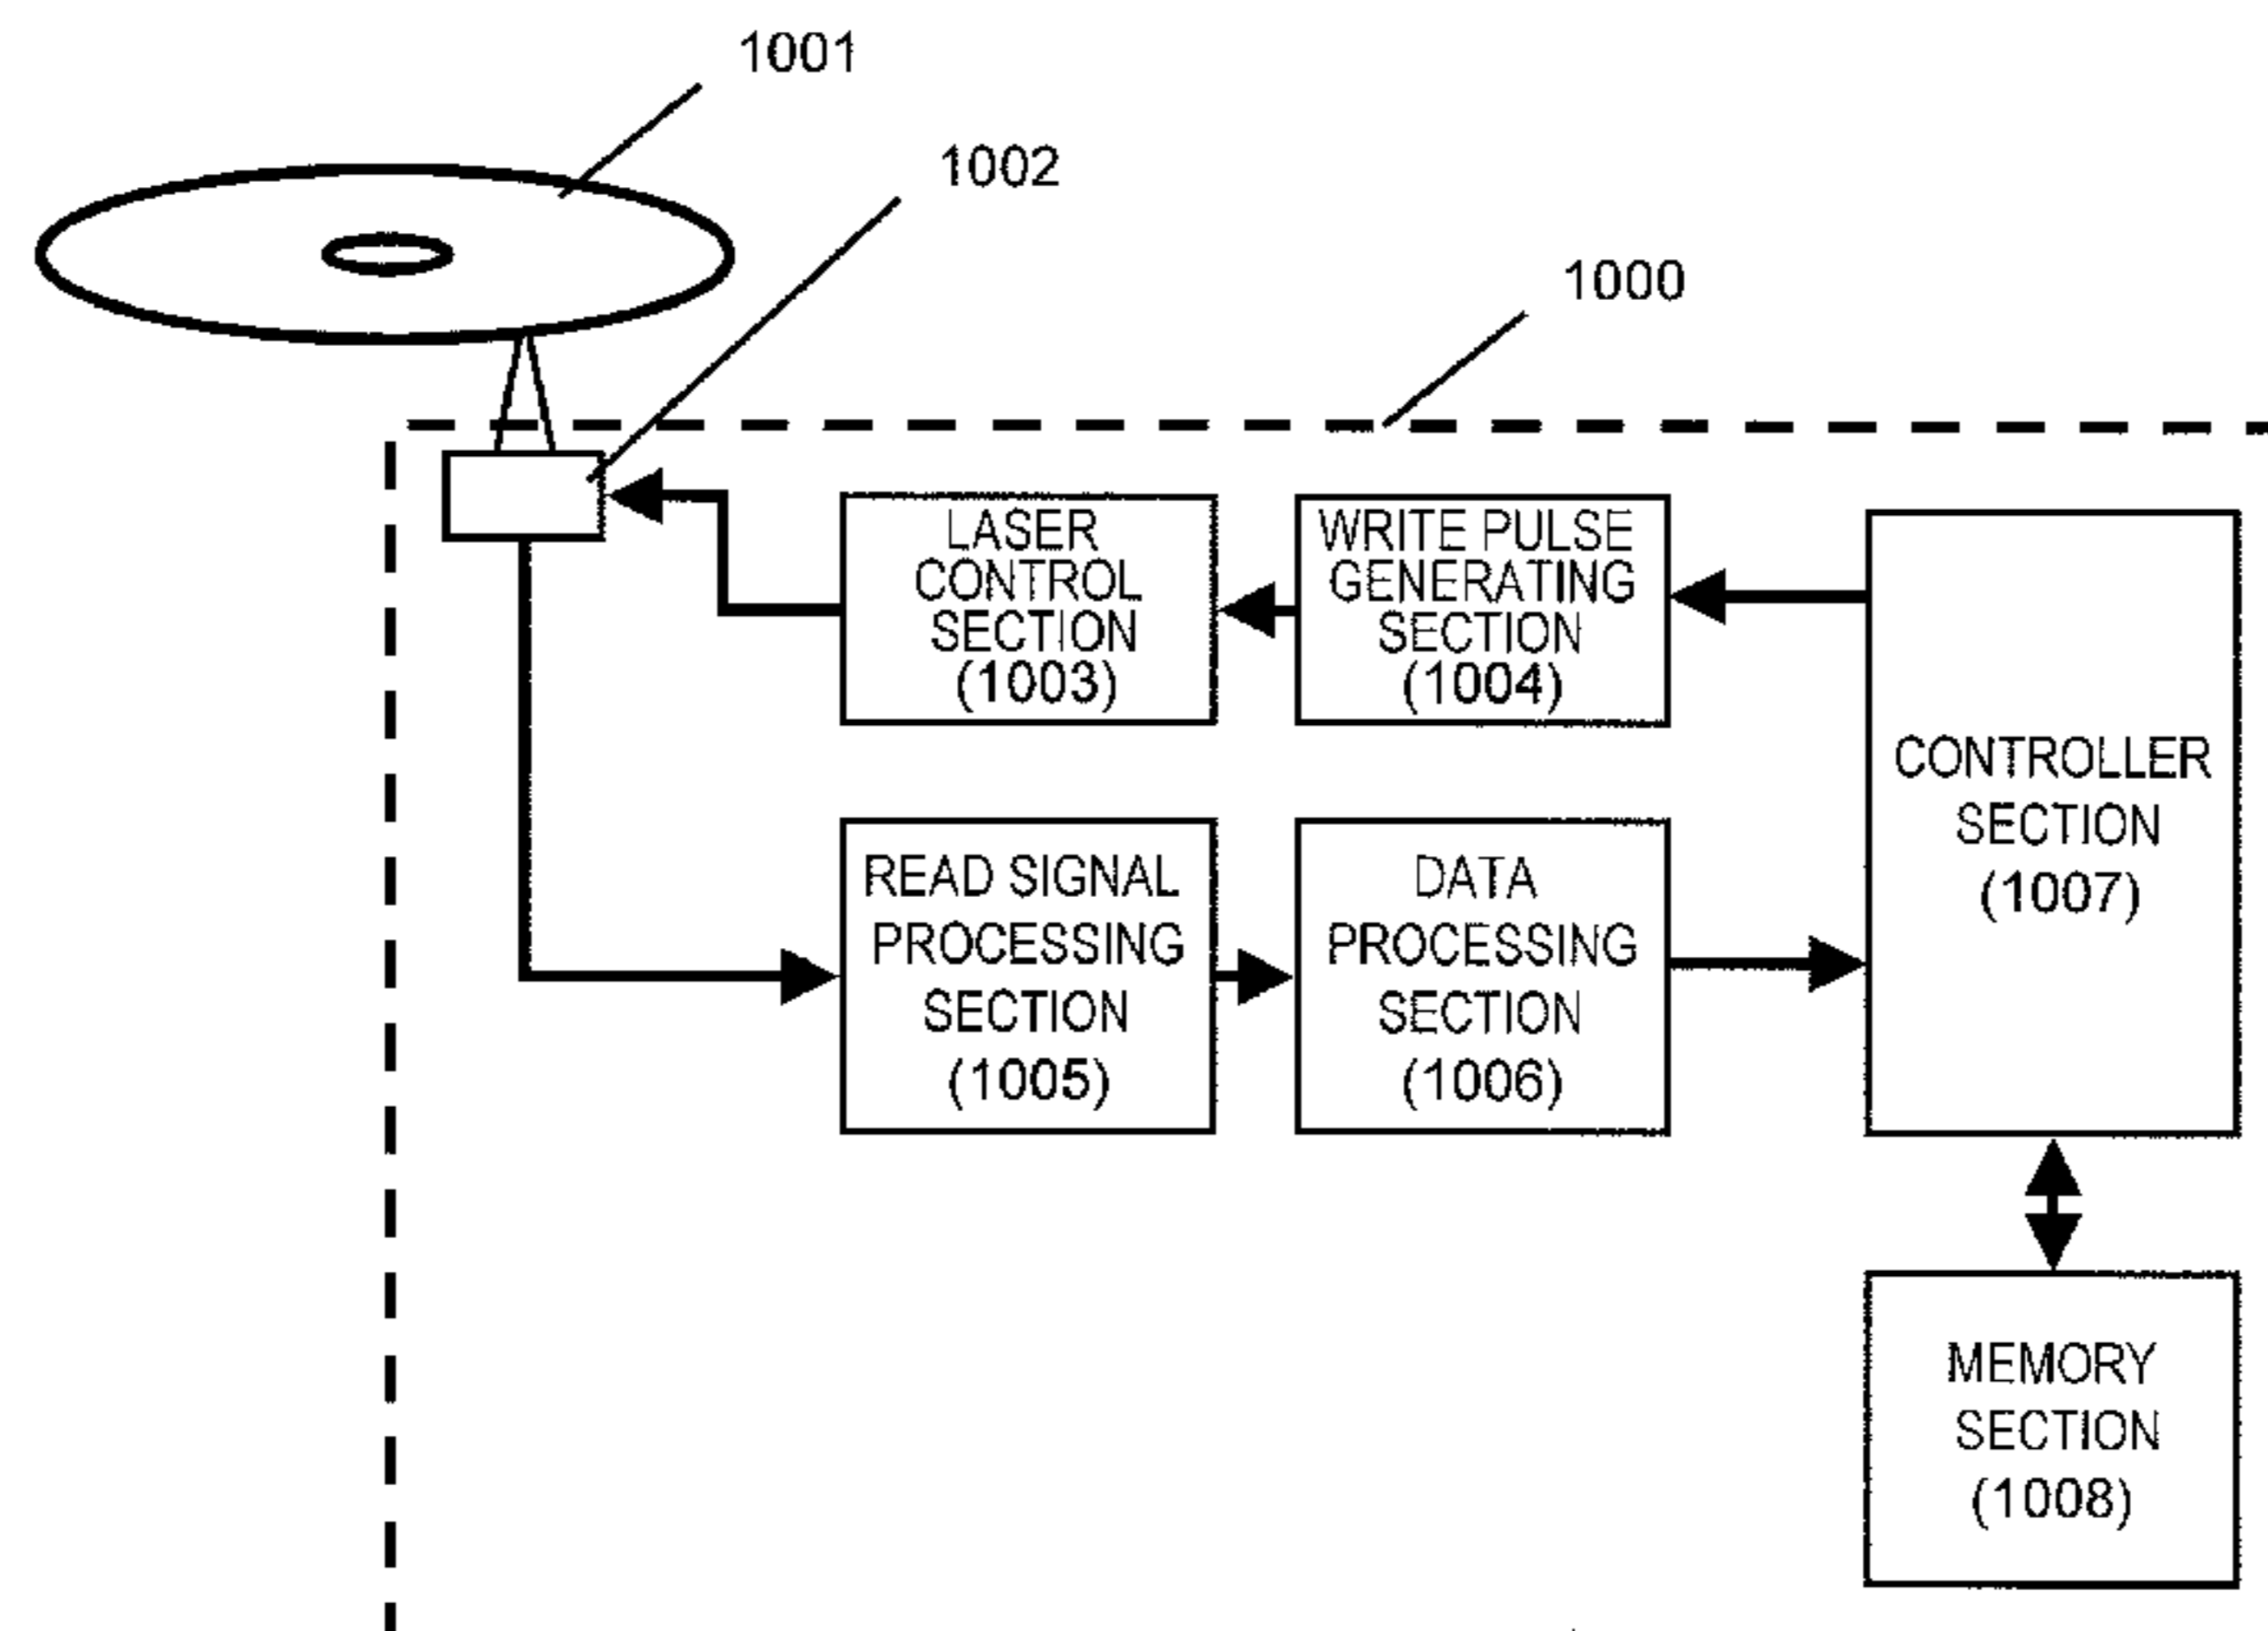 1001
1002
1000
LASER
CONTROL
SECTION
(1003)
WRITE PULSE
GENERATING
SECTION
(1004)
CONTROLLER
SECTION
(1007)
READ SIGNAL
PROCESSING
SECTION
(1005)
DATA
PROCESSING
SECTION
(1006)
MEMORY
SECTION
(1008)